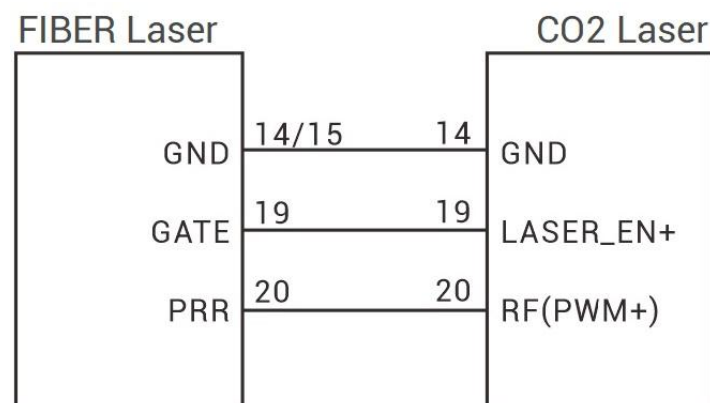 FIBER Laser
CO2 Laser
GND 14/15 14 GND
GATE 19 19 LASER_EN+
PRR 20 20 RF(PWM+)